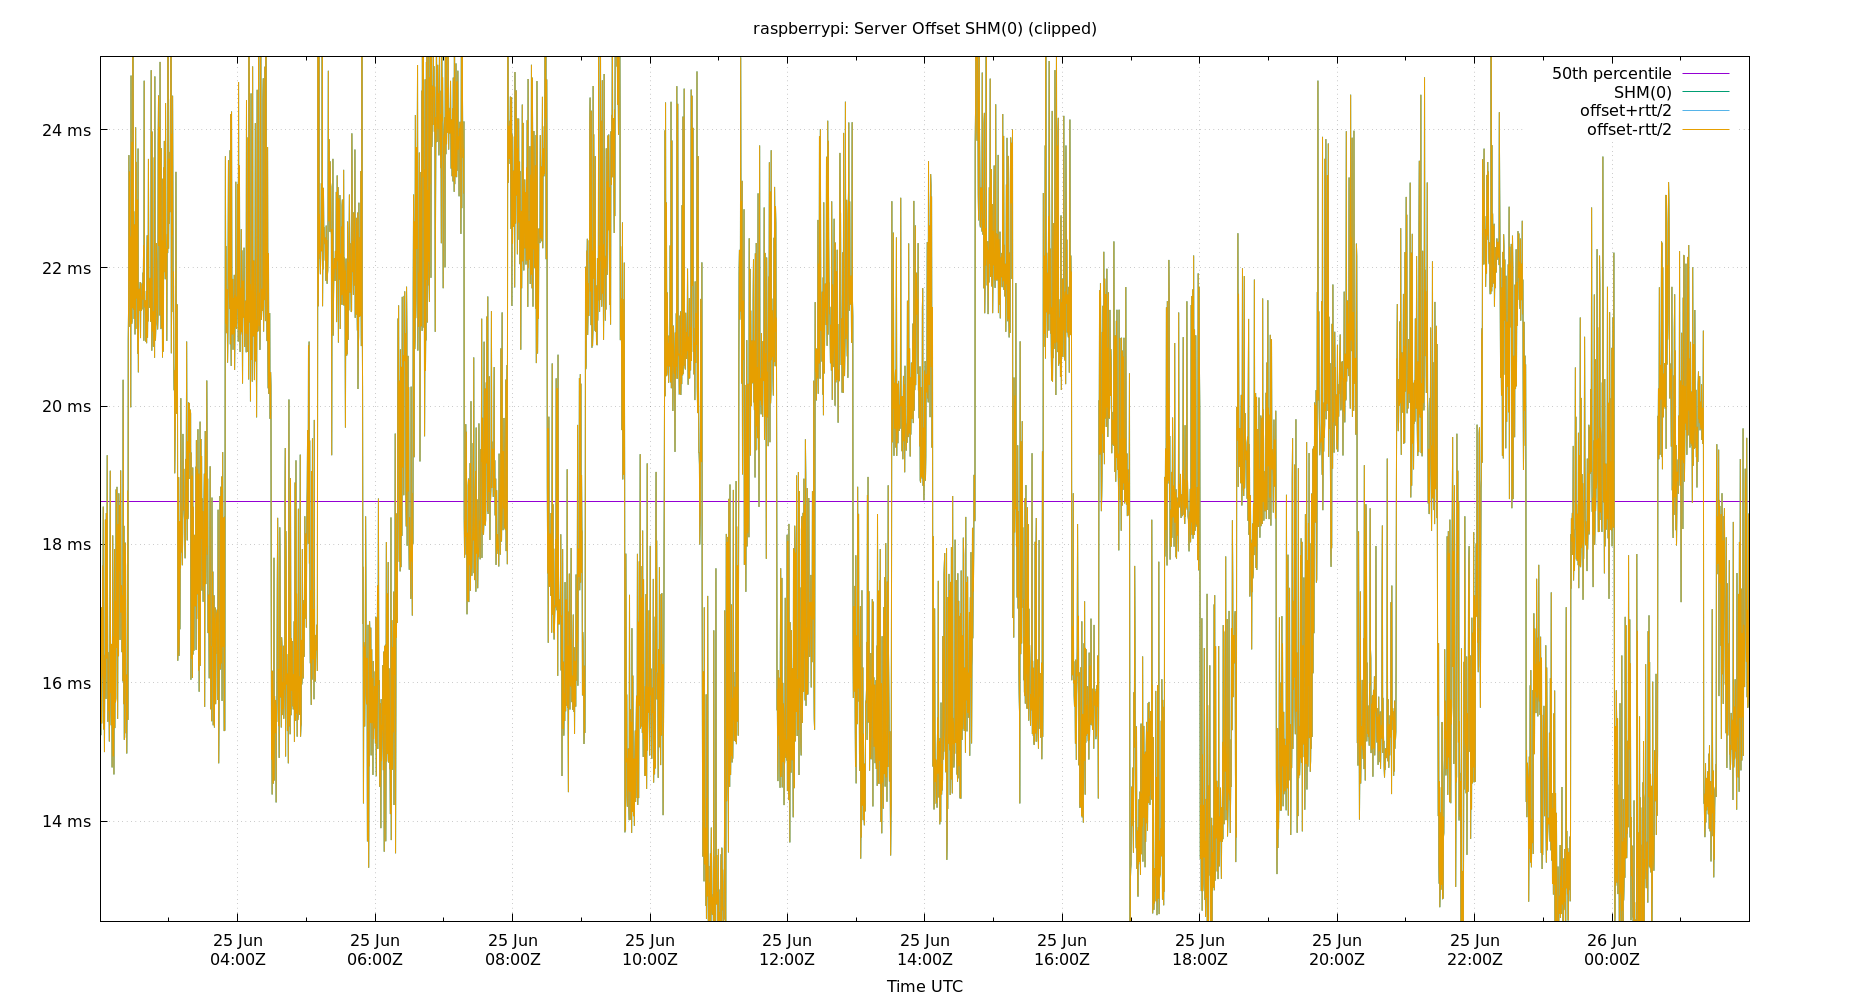 raspberrypi: Server Offset SHM(0) (clipped)
50th percentile
SHM(0)
offset+rtt/2
offset-rtt/2
24 ms
22 ms
20 ms
18 ms
16 ms
14 ms
25 Jun 25 Jun 25 Jun 25 Jun 25 Jun 25 Jun 25 Jun 25 Jun 25 Jun 25 Jun 26 Jun
04:00Z 06:00Z 08:00Z 10:00Z 12:00Z 14:00Z 16:00Z 18:00Z 20:00Z 22:00Z 00:00Z
Time UTC